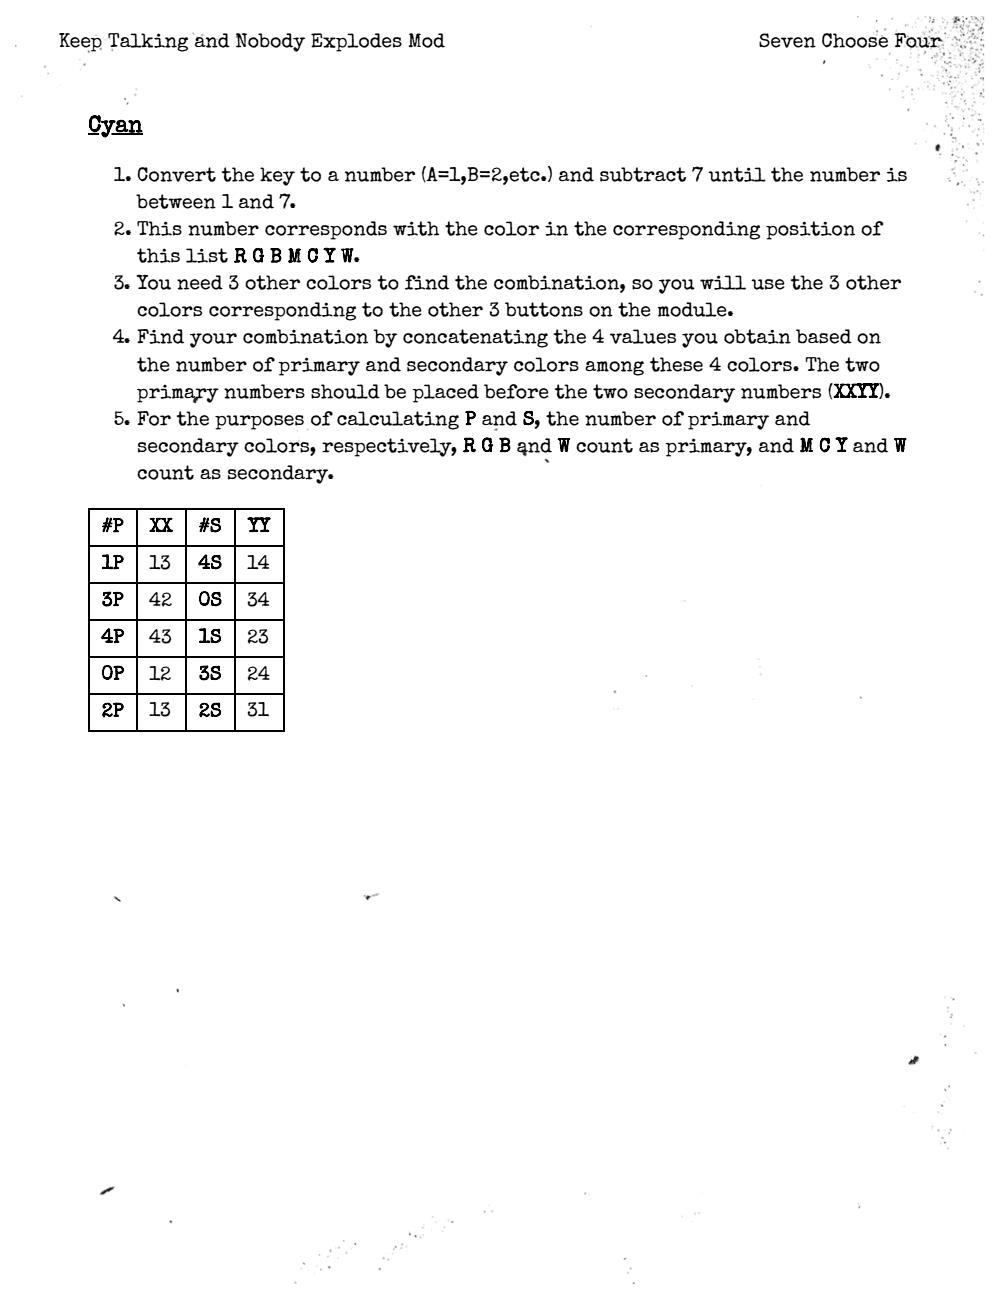 Keep Talking and Nobody Explodes Mod
Seven Choose Four
Cyan
1. Convert the key to a number (A=1,B=2,etc.) and subtract 7 until the number is
between 1 and 7.
2. This number corresponds with the color in the corresponding position of
this list R G B M C Y W.
3. You need 3 other colors to find the combination, so you will use the 3 other
colors corresponding to the other 3 buttons on the module.
4. Find your combination by concatenating the 4 values you obtain based on
the number of primary and secondary colors among these 4 colors. The two
primary numbers should be placed before the two secondary numbers (XXYY).
5. For the purposes of calculating P and S, the number of primary and
secondary colors, respectively, R G B and W count as primary, and M C Y and W
count as secondary.
#P XX #S YY
1P 13 4S 14
3P 42 0S 34
4P 43 1S 23
0P 12 3S 24
2P 13 2S 31